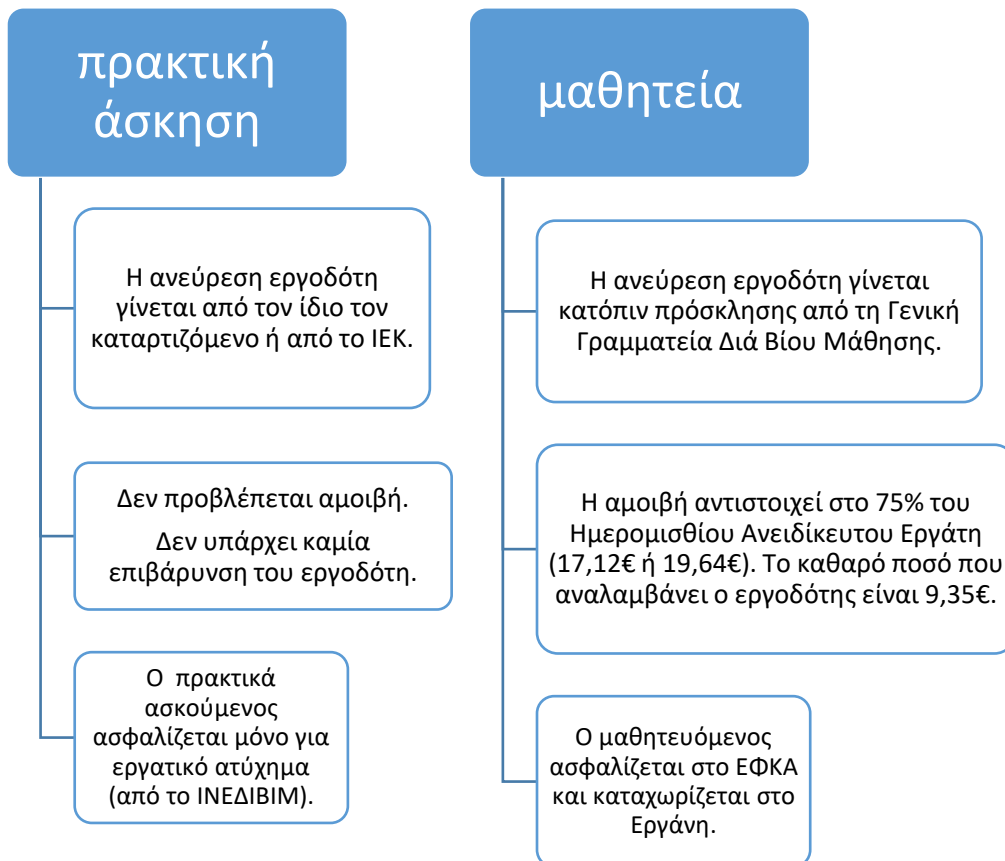 πρακτική
άσκηση
Η ανεύρεση εργοδότη
γίνεται από τον ίδιο τον
καταρτιζόμενο ή από το ΙΕΚ.
Δεν προβλέπεται αμοιβή.
Δεν υπάρχει καμία
επιβάρυνση του εργοδότη.
Ο πρακτικά
ασκούμενος
ασφαλίζεται μόνο για
εργατικό ατύχημα
(από το ΙΝΕΔΙΒΙΜ).
μαθητεία
Η ανεύρεση εργοδότη γίνεται
κατόπιν πρόσκλησης από τη Γενική
Γραμματεία Διά Βίου Μάθησης.
Η αμοιβή αντιστοιχεί στο 75% του
Ημερομισθίου Ανειδίκευτου Εργάτη
(17,12€ ή 19,64€). Το καθαρό ποσό που
αναλαμβάνει ο εργοδότης είναι 9,35€.
Ο μαθητευόμενος
ασφαλίζεται στο ΕΦΚΑ
και καταχωρίζεται στο
Εργάνη.